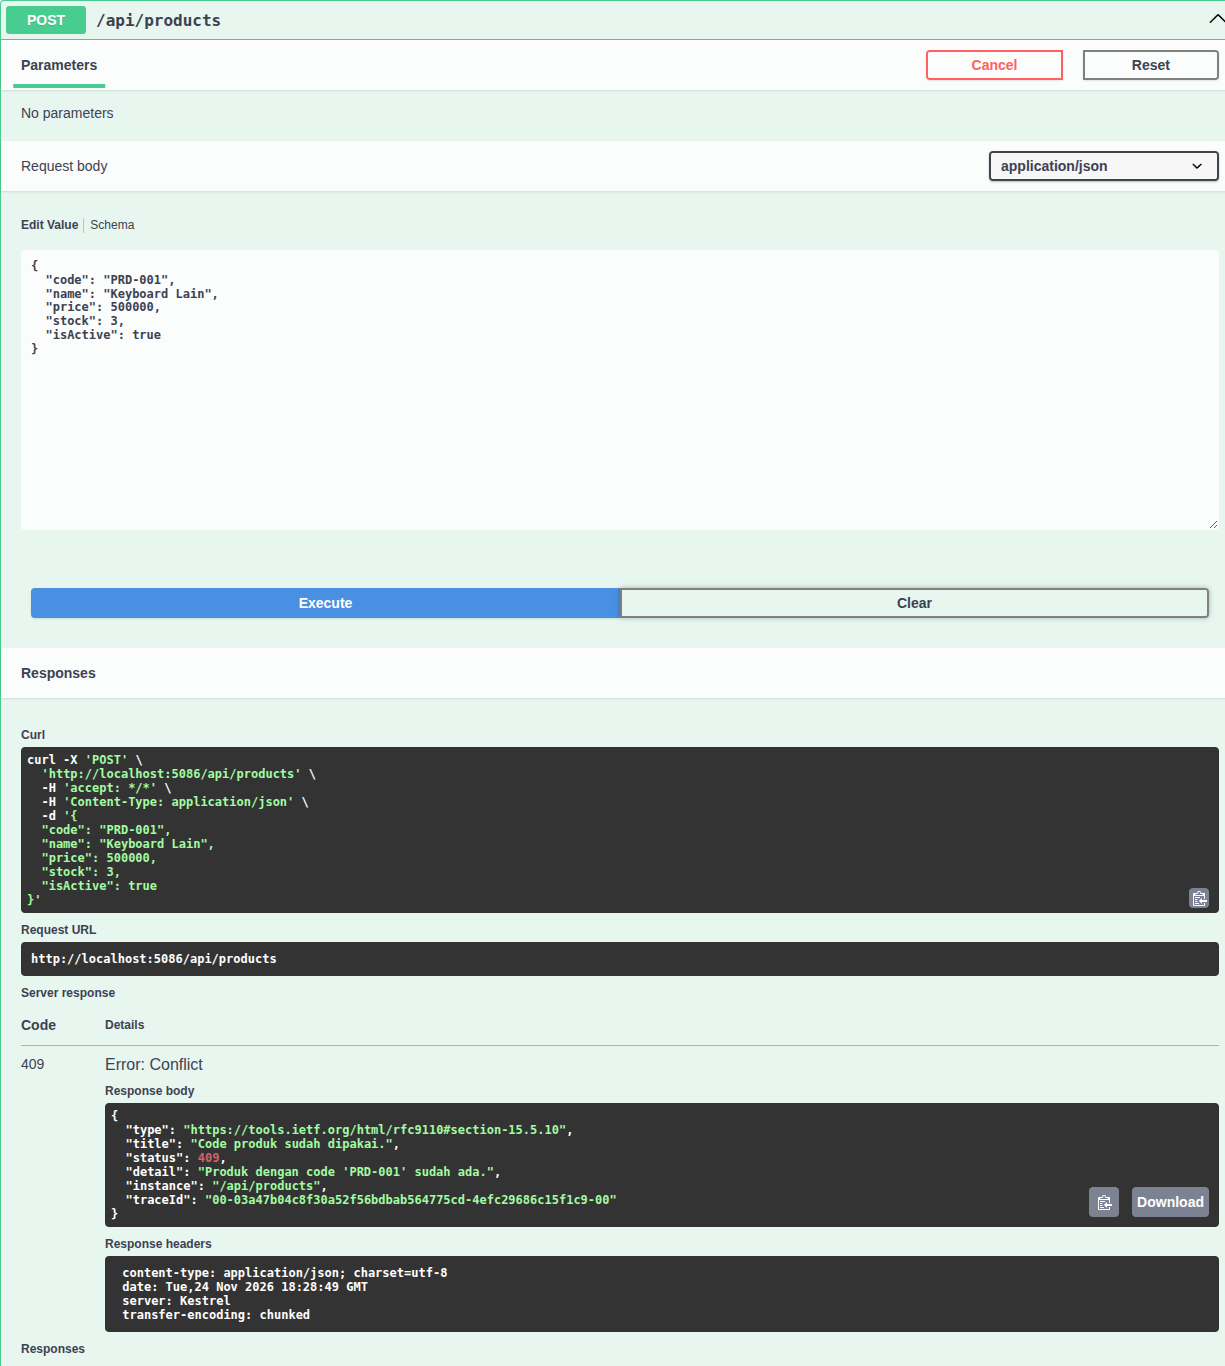 POST /api/products
Parameters Cancel Reset
No parameters
Request body application/json
Edit Value Schema
{
"code": "PRD-001",
"name": "Keyboard Lain",
"price": 500000,
"stock": 3,
"isActive": true
}
Execute Clear
Responses
Curl
curl -X 'POST' \
'http://localhost:5086/api/products' \
-H 'accept: */*' \
-H 'Content-Type: application/json' \
-d '{
"code": "PRD-001",
"name": "Keyboard Lain",
"price": 500000,
"stock": 3,
"isActive": true
}'
Request URL
http://localhost:5086/api/products
Server response
Code Details
409 Error: Conflict
Response body
{
"type": "https://tools.ietf.org/html/rfc9110#section-15.5.10",
"title": "Code produk sudah dipakai.",
"status": 409,
"detail": "Produk dengan code 'PRD-001' sudah ada.",
"instance": "/api/products",
"traceId": "00-03a47b04c8f30a52f56bdbab564775cd-4efc29686c15f1c9-00"
}
Download
Response headers
content-type: application/json; charset=utf-8
date: Tue,24 Nov 2026 18:28:49 GMT
server: Kestrel
transfer-encoding: chunked
Responses